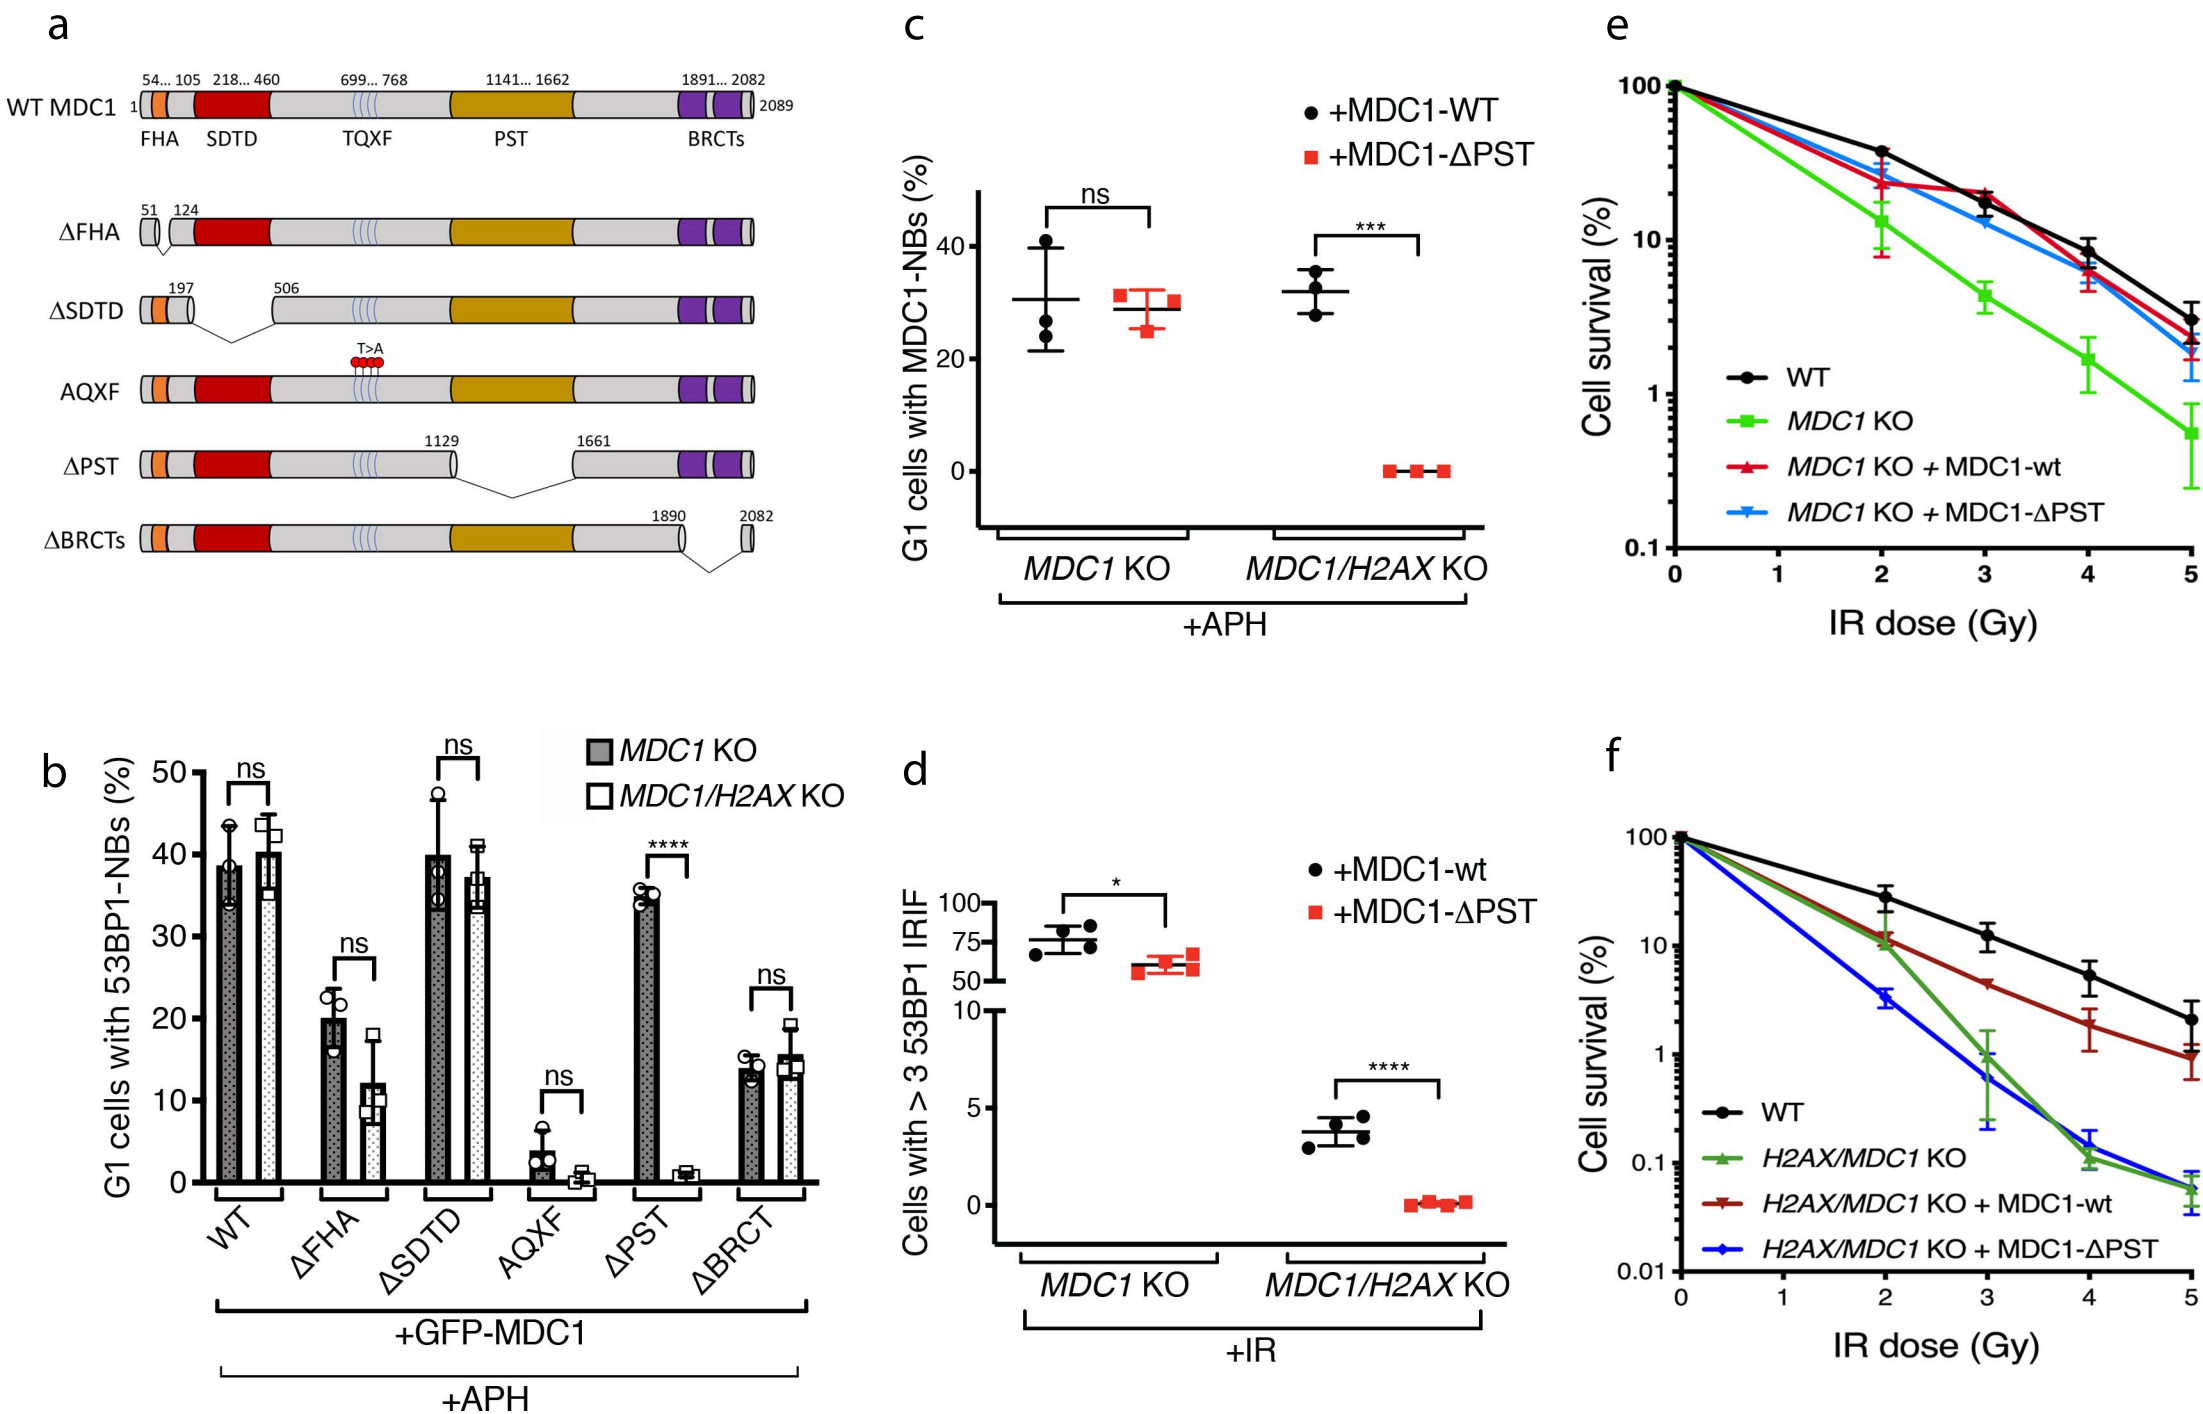 a
54... 105 218... 460 699... 768 1141... 1662 1891... 2082
WT MDC1 1 2089
FHA SDTD TQXF PST BRCTs
51 124
ΔFHA
197 506
ΔSDTD
T>A
AQXF
1129 1661
ΔPST
1890 2082
ΔBRCTs
b
G1 cells with 53BP1-NBs (%)
50
40
30
20
10
0
MDC1 KO
MDC1/H2AX KO
ns
ns
ns
ns
****
ns
WT
ΔFHA
ΔSDTD
AQXF
ΔPST
ΔBRCT
+GFP-MDC1
+APH
c
+MDC1-WT
+MDC1-ΔPST
G1 cells with MDC1-NBs (%)
40
20
0
ns
***
MDC1 KO
MDC1/H2AX KO
+APH
d
+MDC1-wt
+MDC1-ΔPST
Cells with > 3 53BP1 IRIF
100
75
50
10
5
0
*
****
MDC1 KO
MDC1/H2AX KO
+IR
e
Cell survival (%)
100
10
1
0.1
WT
MDC1 KO
MDC1 KO + MDC1-wt
MDC1 KO + MDC1-ΔPST
0 1 2 3 4 5
IR dose (Gy)
f
Cell survival (%)
100
10
1
0.1
0.01
WT
H2AX/MDC1 KO
H2AX/MDC1 KO + MDC1-wt
H2AX/MDC1 KO + MDC1-ΔPST
0 1 2 3 4 5
IR dose (Gy)